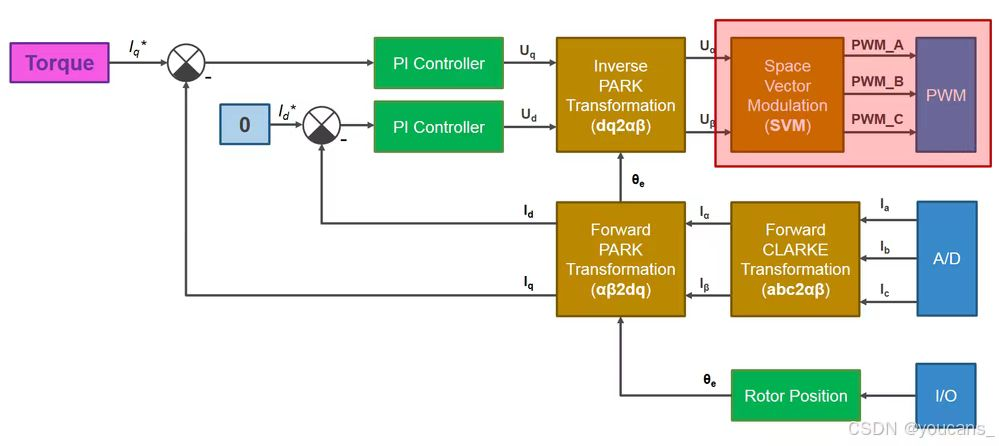 Torque
Iq*
-
PI Controller
Uq
Inverse
PARK
Transformation
(dq2αβ)
Uα
Space
Vector
Modulation
(SVM)
PWM_A
PWM_B
PWM_C
PWM
0
Id*
-
PI Controller
Ud
Uβ
θe
Id
Iq
Forward
PARK
Transformation
(αβ2dq)
Iα
Iβ
Forward
CLARKE
Transformation
(abc2αβ)
Ia
Ib
Ic
A/D
θe
Rotor Position
I/O
CSDN @youcans_